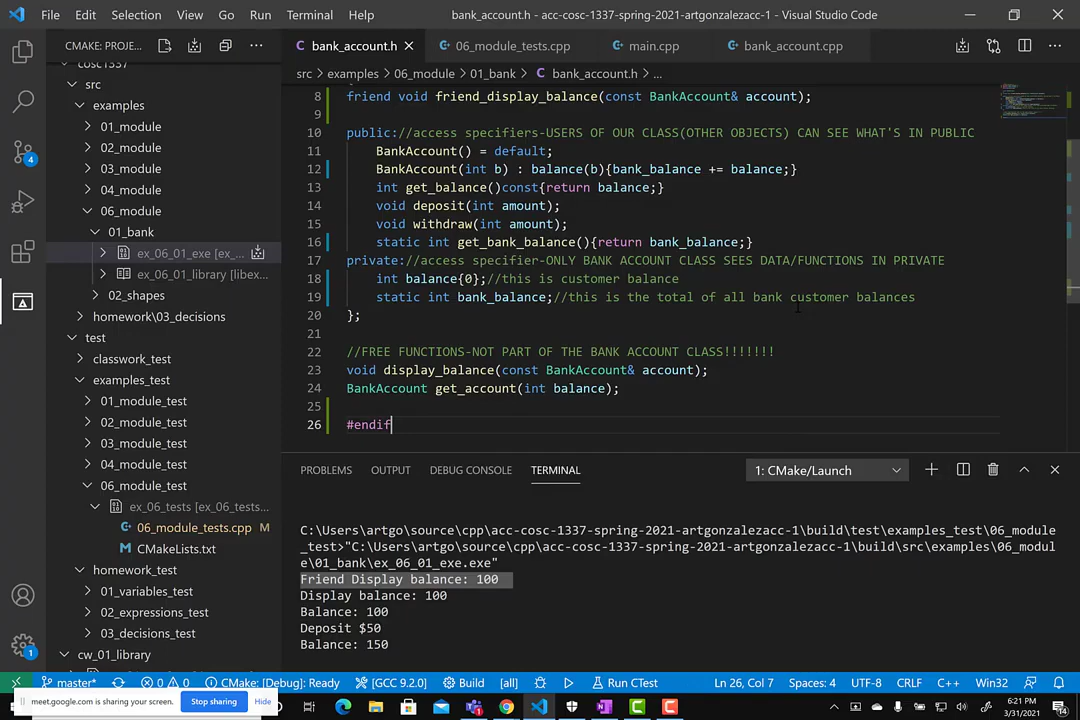 File Edit Selection View Go Run Terminal Help
bank_account.h - acc-cosc-1337-spring-2021-artgonzalezacc-1 - Visual Studio Code
CMAKE: PROJE... ...
bank_account.h
06_module_tests.cpp
main.cpp
bank_account.cpp
src > examples > 06_module > 01_bank > C bank_account.h > ...
cosc1337
src
examples
01_module
02_module
03_module
04_module
06_module
01_bank
ex_06_01_exe [ex_...
ex_06_01_library [libex...
02_shapes
homework\03_decisions
test
classwork_test
examples_test
01_module_test
02_module_test
03_module_test
04_module_test
06_module_test
ex_06_tests [ex_06_tests...
06_module_tests.cpp M
CMakeLists.txt
homework_test
01_variables_test
02_expressions_test
03_decisions_test
cw_01_library
4
1
8 friend void friend_display_balance(const BankAccount& account);
9
10 public://access specifiers-USERS OF OUR CLASS(OTHER OBJECTS) CAN SEE WHAT'S IN PUBLIC
11 BankAccount() = default;
12 BankAccount(int b) : balance(b){bank_balance += balance;}
13 int get_balance()const{return balance;}
14 void deposit(int amount);
15 void withdraw(int amount);
16 static int get_bank_balance(){return bank_balance;}
17 private://access specifier-ONLY BANK ACCOUNT CLASS SEES DATA/FUNCTIONS IN PRIVATE
18 int balance{0};//this is customer balance
19 static int bank_balance;//this is the total of all bank customer balances
20 };
21
22 //FREE FUNCTIONS-NOT PART OF THE BANK ACCOUNT CLASS!!!!!!!
23 void display_balance(const BankAccount& account);
24 BankAccount get_account(int balance);
25
26 #endif
PROBLEMS OUTPUT DEBUG CONSOLE TERMINAL
1: CMake/Launch
C:\Users\artgo\source\cpp\acc-cosc-1337-spring-2021-artgonzalezacc-1\build\test\examples_test\06_module
_test>"C:\Users\artgo\source\cpp\acc-cosc-1337-spring-2021-artgonzalezacc-1\build\src\examples\06_modul
e\01_bank\ex_06_01_exe.exe"
Friend Display balance: 100
Display balance: 100
Balance: 100
Deposit $50
Balance: 150
master* 0 0 CMake: [Debug]: Ready [GCC 9.2.0] Build [all] Run CTest Ln 26, Col 7 Spaces: 4 UTF-8 CRLF C++ Win32
meet.google.com is sharing your screen. Stop sharing Hide
6:21 PM
3/31/2021